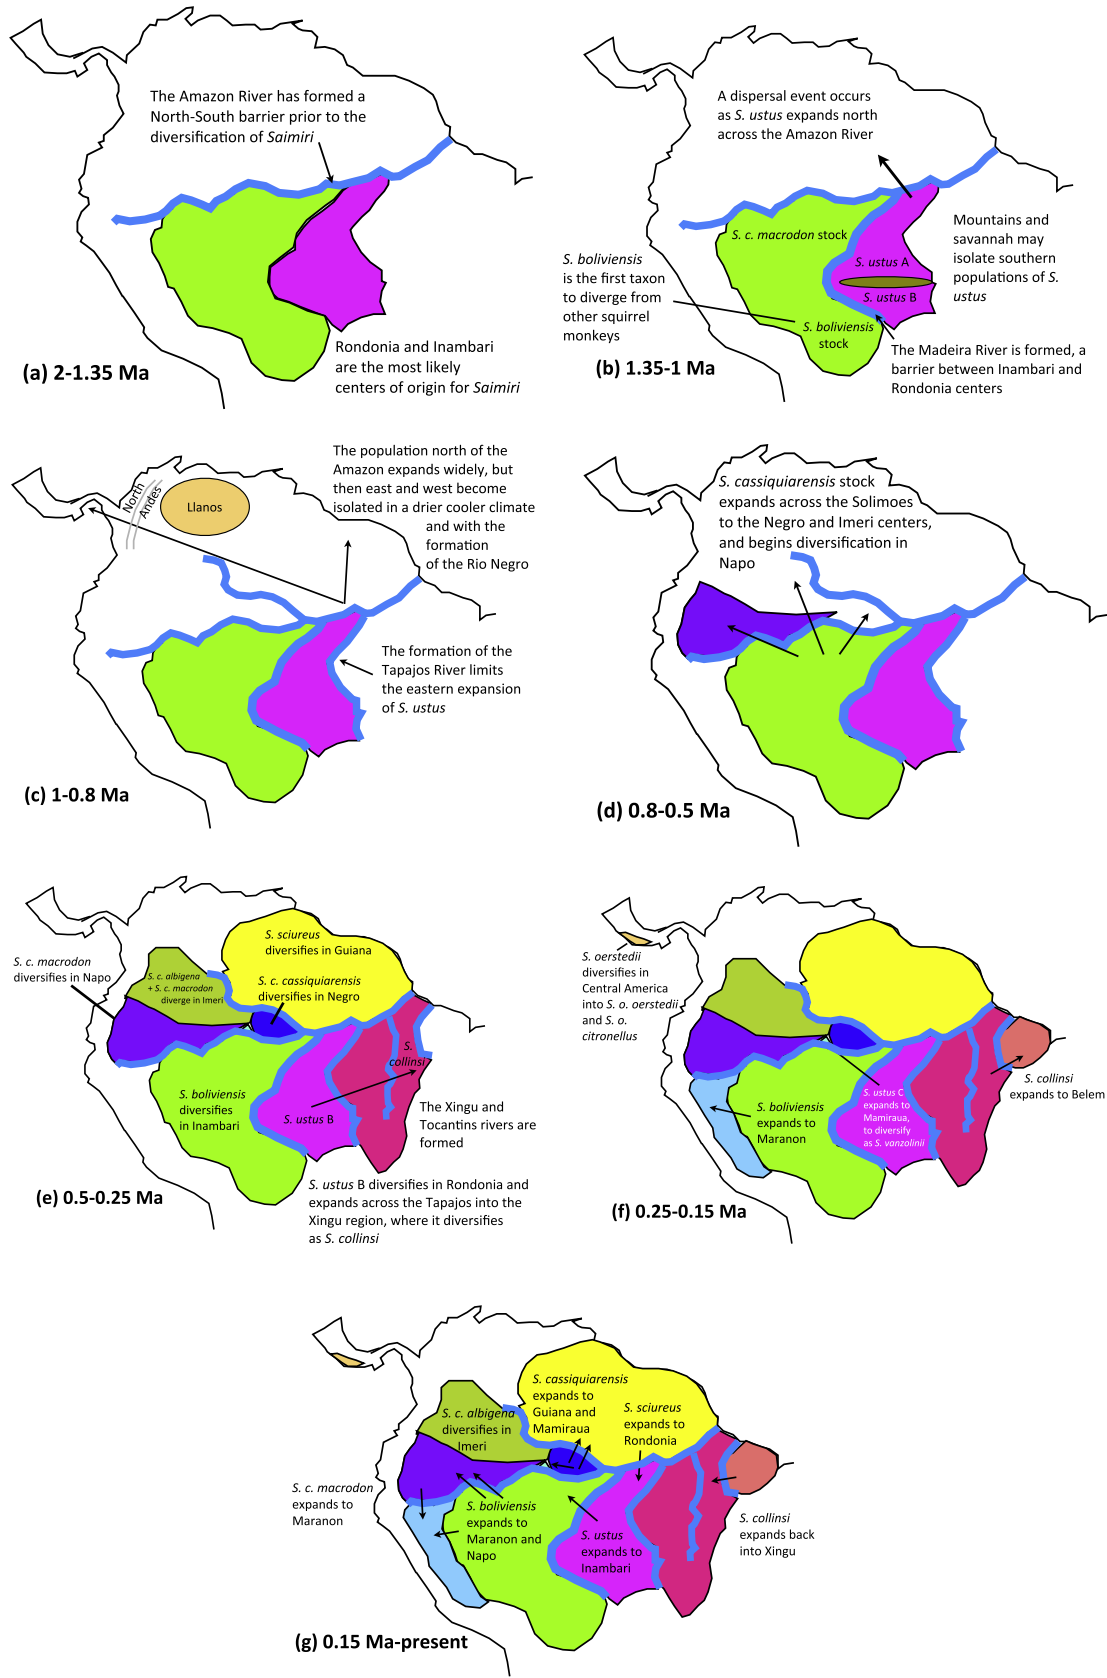 The Amazon River has formed a
North-South barrier prior to the
diversification of Saimiri
Rondonia and Inambari
are the most likely
centers of origin for Saimiri
(a) 2-1.35 Ma
A dispersal event occurs
as S. ustus expands north
across the Amazon River
S. c. macrodon stock
Mountains and
savannah may
isolate southern
populations of S.
ustus
S. boliviensis
is the first taxon
to diverge from
other squirrel
monkeys
S. ustus A
S. ustus B
S. boliviensis
stock
The Madeira River is formed, a
barrier between Inambari and
Rondonia centers
(b) 1.35-1 Ma
The population north of the
Amazon expands widely, but
then east and west become
isolated in a drier cooler climate
and with the
formation
of the Rio Negro
North
Andes
Llanos
The formation of the
Tapajos River limits
the eastern expansion
of S. ustus
(c) 1-0.8 Ma
S. cassiquiarensis stock
expands across the Solimoes
to the Negro and Imeri centers,
and begins diversification in
Napo
(d) 0.8-0.5 Ma
S. sciureus
diversifies in Guiana
S. c. macrodon
diversifies in Napo
S. c. albigena
+ S. c. macrodon
diverge in Imeri
S. c. cassiquiarensis
diversifies in Negro
S.
collinsi
S. boliviensis
diversifies
in Inambari
S. ustus B
The Xingu and
Tocantins rivers are
formed
S. ustus B diversifies in Rondonia and
expands across the Tapajos into the
Xingu region, where it diversifies
as S. collinsi
(e) 0.5-0.25 Ma
S. oerstedii
diversifies in
Central America
into S. o. oerstedii
and S. o.
citronellus
S. collinsi
expands to Belem
S. boliviensis
expands to
Maranon
S. ustus C
expands to
Mamiraua,
to diversify
as S. vanzolinii
(f) 0.25-0.15 Ma
S. cassiquiarensis
expands to
Guiana and
Mamiraua
S. sciureus
expands to
Rondonia
S. c. albigena
diversifies in
Imeri
S. c. macrodon
expands to
Maranon
S. boliviensis
expands to
Maranon and
Napo
S. ustus
expands to
Inambari
S. collinsi
expands back
into Xingu
(g) 0.15 Ma-present